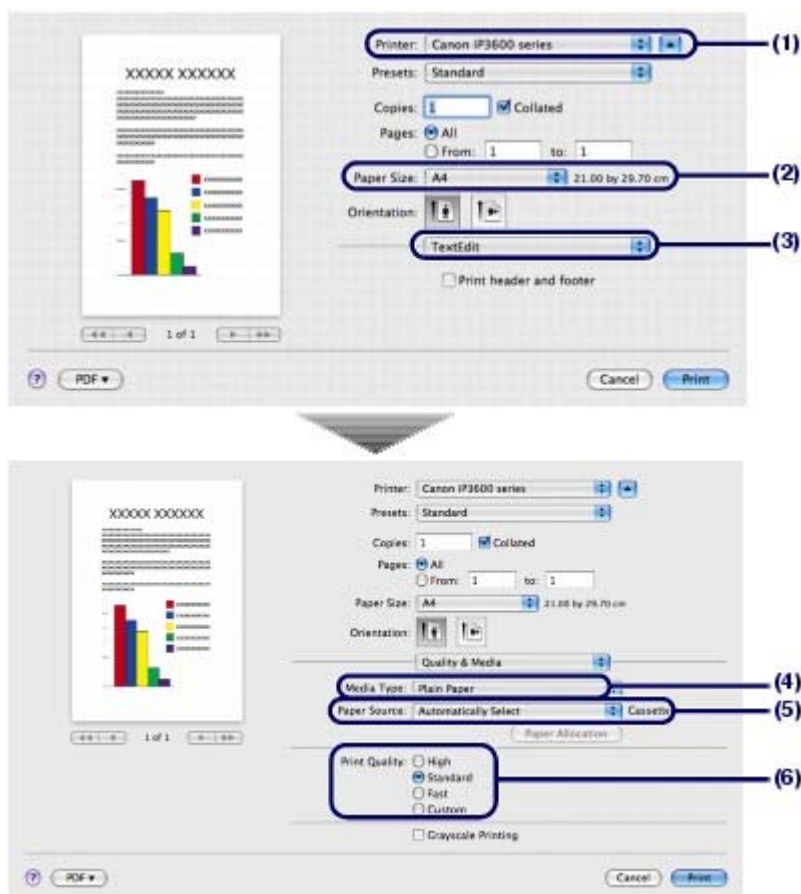 Printer: Canon iP3600 series (1)
Presets: Standard
XXXXX XXXXXX
Copies: 1 Collated
Pages: All
From: 1 to: 1
Paper Size: A4 21.00 by 29.70 cm (2)
Orientation:
TextEdit (3)
Print header and footer
1 of 1
? PDF Cancel Print
Printer: Canon iP3600 series
Presets: Standard
XXXXX XXXXXX
Copies: 1 Collated
Pages: All
From: 1 to: 1
Paper Size: A4 21.00 by 29.70 cm
Orientation:
Quality & Media
Media Type: Plain Paper (4)
Paper Source: Automatically Select Cassette (5)
1 of 1
Paper Allocation
Print Quality: High
Standard (6)
Fast
Custom
Grayscale Printing
? PDF Cancel Print